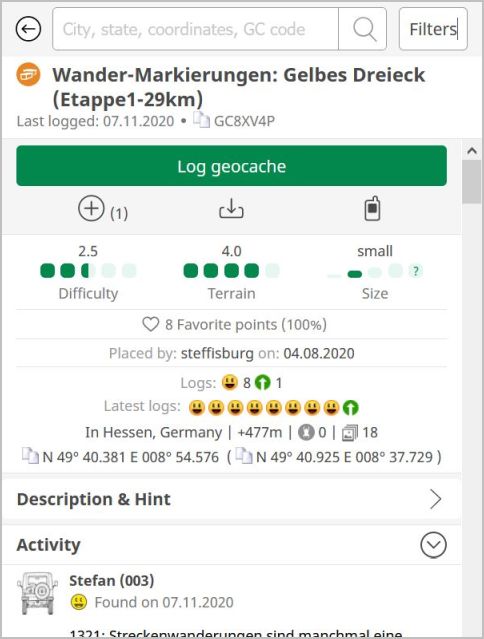 City, state, coordinates, GC code
Filters
Wander-Markierungen: Gelbes Dreieck
(Etappe1-29km)
Last logged: 07.11.2020 • GC8XV4P
Log geocache
(1)
2.5 4.0 small
?
Difficulty Terrain Size
8 Favorite points (100%)
Placed by: steffisburg on: 04.08.2020
Logs: 8 1
Latest logs:
In Hessen, Germany | +477m | 0 | 18
N 49° 40.381 E 008° 54.576 ( N 49° 40.925 E 008° 37.729 )
Description & Hint
Activity
Stefan (003)
Found on 07.11.2020
1321: Streckenwanderungen sind manchmal eine